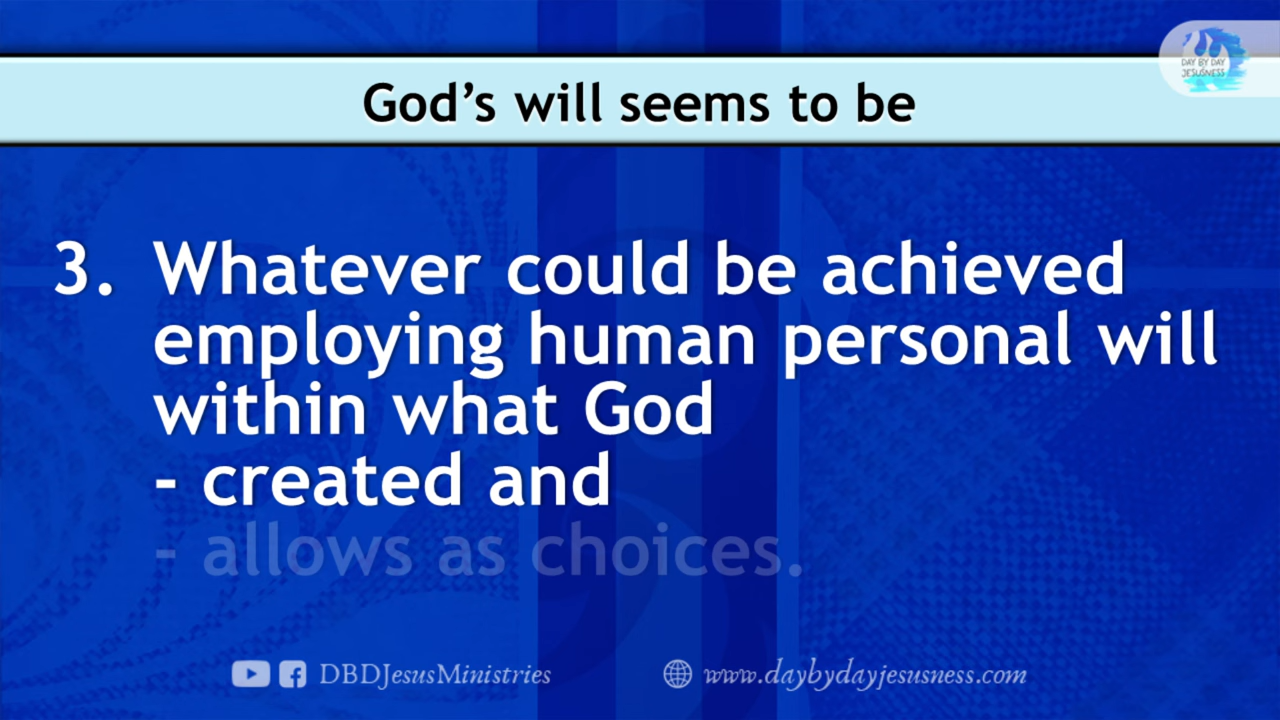 DAY BY DAY
JESUSNESS
God's will seems to be
3. Whatever could be achieved
employing human personal will
within what God
- created and
- allows as choices.
DBDJesusMinistries
www.daybydayjesusness.com